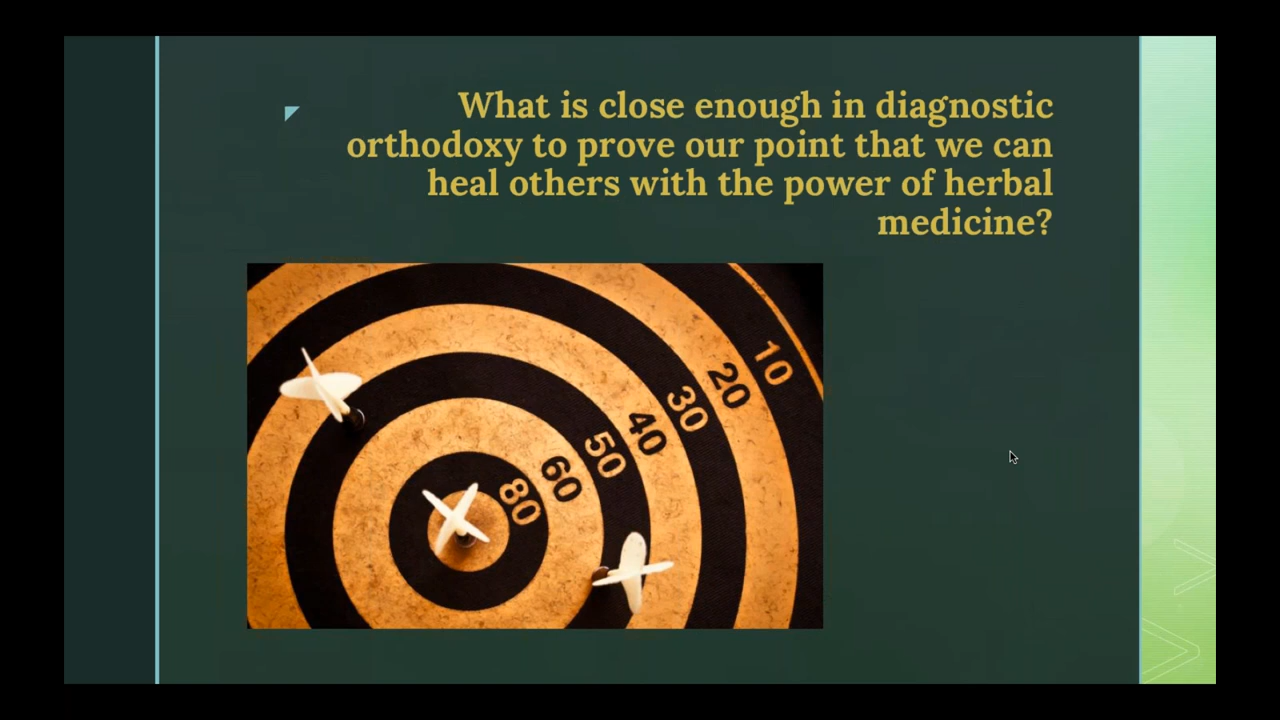 What is close enough in diagnostic
orthodoxy to prove our point that we can
heal others with the power of herbal
medicine?
10
20
30
40
50
60
80